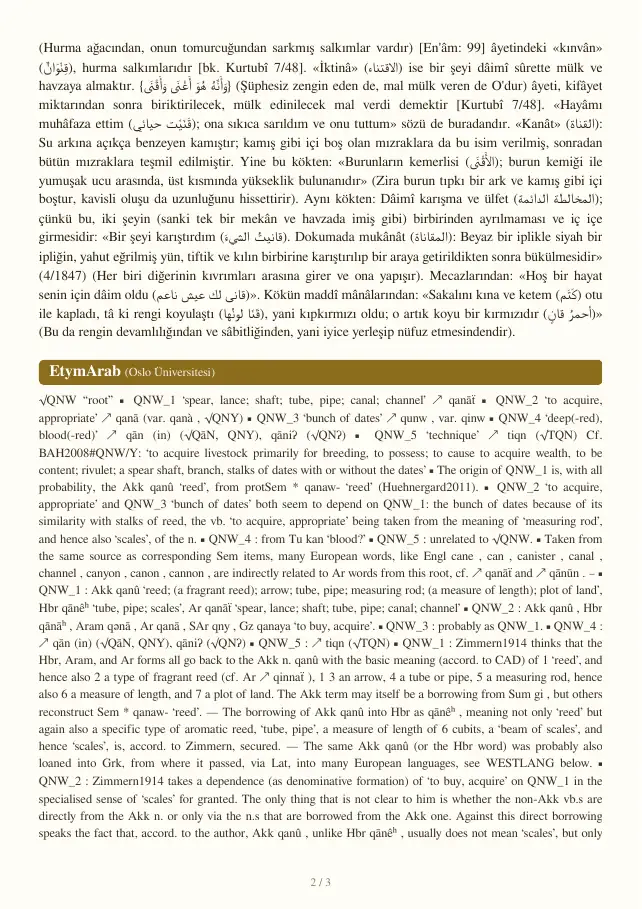 (Hurma ağacından, onun tomurcuğundan sarkmış salkımlar vardır) [En'âm: 99] âyetindeki «kınvân»
(قِنْوَانٌ), hurma salkımlarıdır [bk. Kurtubî 7/48]. «İktinâ» (الاقتناء) ise bir şeyi dâimî sûrette mülk ve
havzaya almaktır. {وَأَنَّهُ هُوَ أَغْنَى وَأَقْنَى} (Şüphesiz zengin eden de, mal mülk veren de O'dur) âyeti, kifâyet
miktarından sonra biriktirilecek, mülk edinilecek mal verdi demektir [Kurtubî 7/48]. «Hayâmı
muhâfaza ettim (قَنَيْت حيائي); ona sıkıca sarıldım ve onu tuttum» sözü de buradandır. «Kanât» (القناة):
Su arkına açıkça benzeyen kamıştır; kamış gibi içi boş olan mızraklara da bu isim verilmiş, sonradan
bütün mızraklara teşmil edilmiştir. Yine bu kökten: «Burunların kemerlisi (الأَقْنَى); burun kemiği ile
yumuşak ucu arasında, üst kısmında yükseklik bulunanıdır» (Zira burun tıpkı bir ark ve kamış gibi içi
boştur, kavisli oluşu da uzunluğunu hissettirir). Aynı kökten: Dâimî karışma ve ülfet (المخالطة الدائمة);
çünkü bu, iki şeyin (sanki tek bir mekân ve havzada imiş gibi) birbirinden ayrılmaması ve iç içe
girmesidir: «Bir şeyi karıştırdım (قانيتُ الشيء). Dokumada mukânât (المقاناة): Beyaz bir iplikle siyah bir
ipliğin, yahut eğrilmiş yün, tiftik ve kılın birbirine karıştırılıp bir araya getirildikten sonra bükülmesidir»
(4/1847) (Her biri diğerinin kıvrımları arasına girer ve ona yapışır). Mecazlarından: «Hoş bir hayat
senin için dâim oldu (قانى لك عيش ناعم)». Kökün maddî mânâlarından: «Sakalını kına ve ketem (كَتَم) otu
ile kapladı, tâ ki rengi koyulaştı (قَنَا لونُها), yani kıpkırmızı oldu; o artık koyu bir kırmızıdır (أحمرُ قانٍ)»
(Bu da rengin devamlılığından ve sâbitliğinden, yani iyice yerleşip nüfuz etmesindendir).
EtymArab (Oslo Üniversitesi)
√QNW “root” ▪ QNW_1 ‘spear, lance; shaft; tube, pipe; canal; channel’ ↗ qanāẗ ▪ QNW_2 ‘to acquire,
appropriate’ ↗ qanā (var. qanà , √QNY) ▪ QNW_3 ‘bunch of dates’ ↗ qunw , var. qinw ▪ QNW_4 ‘deep(-red),
blood(-red)’ ↗ qān (in) (√QāN, QNY), qāniʔ (√QNʔ) ▪ QNW_5 ‘technique’ ↗ tiqn (√TQN) Cf.
BAH2008#QNW/Y: ‘to acquire livestock primarily for breeding, to possess; to cause to acquire wealth, to be
content; rivulet; a spear shaft, branch, stalks of dates with or without the dates’ ▪ The origin of QNW_1 is, with all
probability, the Akk qanû ‘reed’, from protSem * qanaw- ‘reed’ (Huehnergard2011). ▪ QNW_2 ‘to acquire,
appropriate’ and QNW_3 ‘bunch of dates’ both seem to depend on QNW_1: the bunch of dates because of its
similarity with stalks of reed, the vb. ‘to acquire, appropriate’ being taken from the meaning of ‘measuring rod’,
and hence also ‘scales’, of the n. ▪ QNW_4 : from Tu kan ‘blood?’ ▪ QNW_5 : unrelated to √QNW. ▪ Taken from
the same source as corresponding Sem items, many European words, like Engl cane , can , canister , canal ,
channel , canyon , canon , cannon , are indirectly related to Ar words from this root, cf. ↗ qanāẗ and ↗ qānūn . – ▪
QNW_1 : Akk qanû ‘reed; (a fragrant reed); arrow; tube, pipe; measuring rod; (a measure of length); plot of land’,
Hbr qānêʰ ‘tube, pipe; scales’, Ar qanāẗ ‘spear, lance; shaft; tube, pipe; canal; channel’ ▪ QNW_2 : Akk qanû , Hbr
qānāʰ , Aram qənā , Ar qanā , SAr qny , Gz qanaya ‘to buy, acquire’. ▪ QNW_3 : probably as QNW_1. ▪ QNW_4 :
↗ qān (in) (√QāN, QNY), qāniʔ (√QNʔ) ▪ QNW_5 : ↗ tiqn (√TQN) ▪ QNW_1 : Zimmern1914 thinks that the
Hbr, Aram, and Ar forms all go back to the Akk n. qanû with the basic meaning (accord. to CAD) of 1 ‘reed’, and
hence also 2 a type of fragrant reed (cf. Ar ↗ qinnaẗ ), 1 3 an arrow, 4 a tube or pipe, 5 a measuring rod, hence
also 6 a measure of length, and 7 a plot of land. The Akk term may itself be a borrowing from Sum gi , but others
reconstruct Sem * qanaw- ‘reed’. — The borrowing of Akk qanû into Hbr as qānêʰ , meaning not only ‘reed’ but
again also a specific type of aromatic reed, ‘tube, pipe’, a measure of length of 6 cubits, a ‘beam of scales’, and
hence ‘scales’, is, accord. to Zimmern, secured. — The same Akk qanû (or the Hbr word) was probably also
loaned into Grk, from where it passed, via Lat, into many European languages, see WESTLANG below. ▪
QNW_2 : Zimmern1914 takes a dependence (as denominative formation) of ‘to buy, acquire’ on QNW_1 in the
specialised sense of ‘scales’ for granted. The only thing that is not clear to him is whether the non-Akk vb.s are
directly from the Akk n. or only via the n.s that are borrowed from the Akk one. Against this direct borrowing
speaks the fact that, accord. to the author, Akk qanû , unlike Hbr qānêʰ , usually does not mean ‘scales’, but only
2 / 3